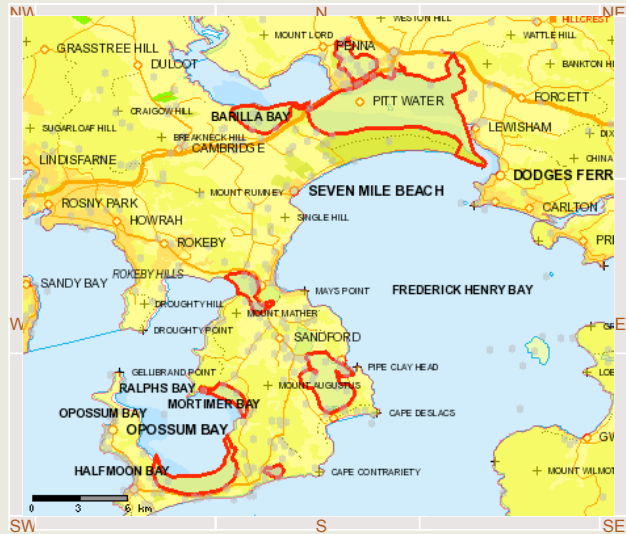 NW
N
NE
WESTON HILL
HILLCREST
MOUNT LORD
WATTLE HILL
GRASSTREE HILL
PENNA
DULCOT
BANKTON H
PITT WATER
FORCETT
CRAIGOW HILL
BARILLA BAY
SUGARLOAF HILL
LEWISHAM
BREAKNECK HILL
CAMBRIDGE
LINDISFARNE
CHINA
DODGES FERR
MOUNT RUMNEY
SEVEN MILE BEACH
ROSNY PARK
CARLTON
HOWRAH
SINGLE HILL
ROKEBY
PRI
ROKEBY HILLS
SANDY BAY
MAYS POINT
FREDERICK HENRY BAY
DROUGHTY HILL
MOUNT MATHER
W
E
DROUGHTY POINT
SANDFORD
GELLIBRAND POINT
PIPE CLAY HEAD
LOB
RALPHS BAY
MOUNT AUGUSTUS
MORTIMER BAY
OPOSSUM BAY
CAPE DESLACS
OPOSSUM BAY
GW
HALFMOON BAY
CAPE CONTRARIETY
MOUNT WILMOT
0 3 6 km
SW
S
SE